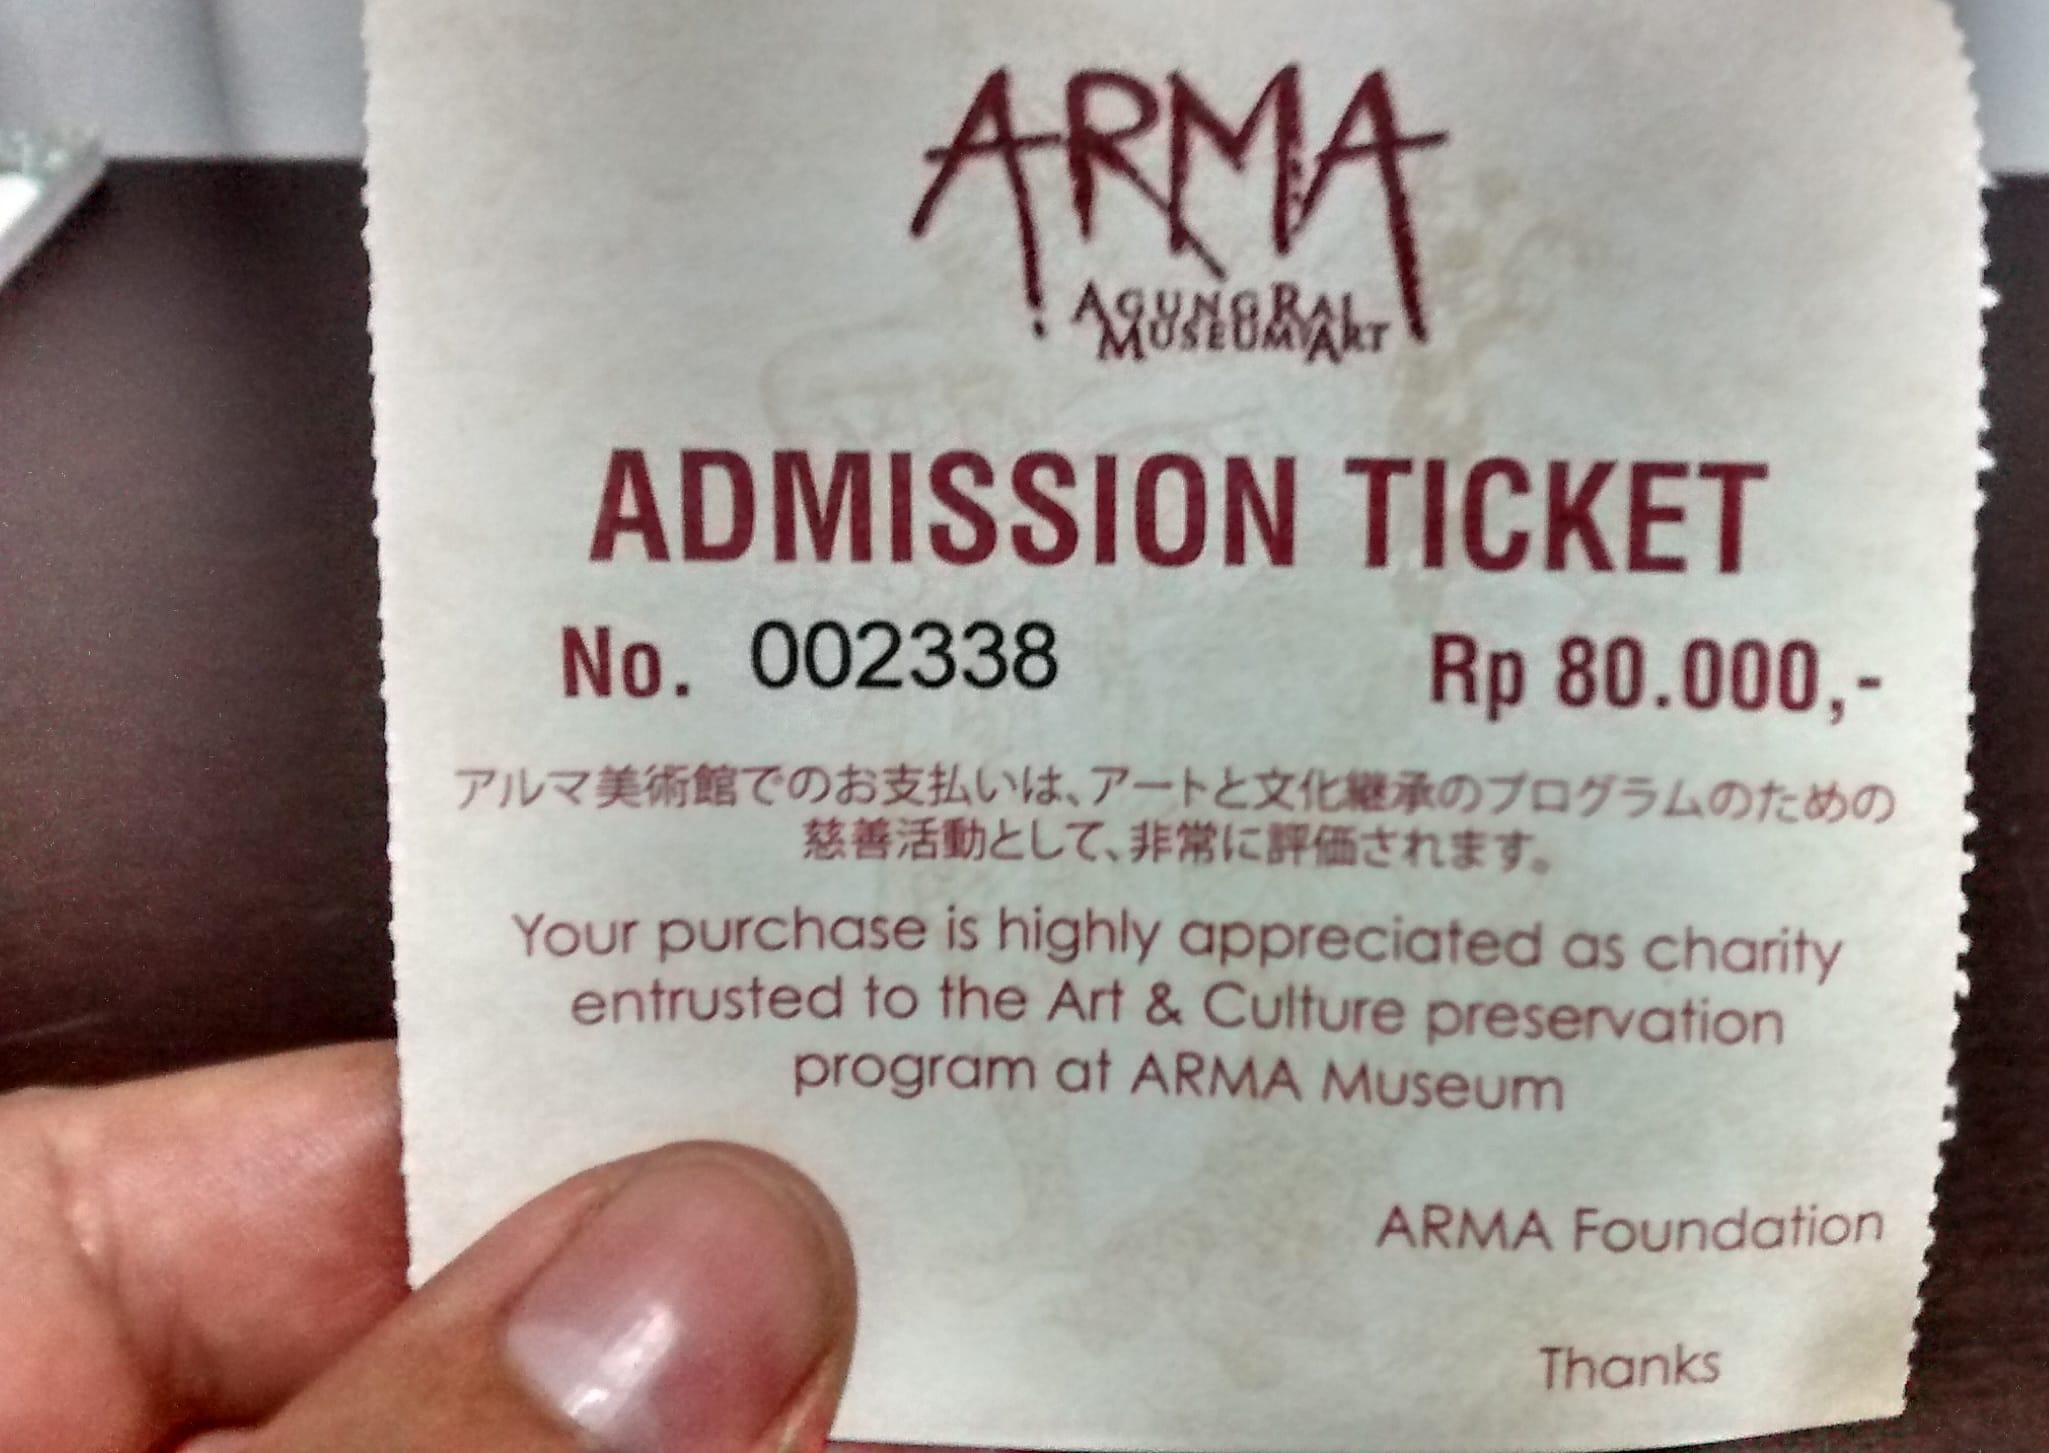 ARMA
AGUNG RAI
MUSEUM ART
ADMISSION TICKET
No. 002338 Rp 80.000,-
アルマ美術館でのお支払いは、アートと文化継承のプログラムのための
慈善活動として、非常に評価されます。
Your purchase is highly appreciated as charity
entrusted to the Art & Culture preservation
program at ARMA Museum
ARMA Foundation
Thanks